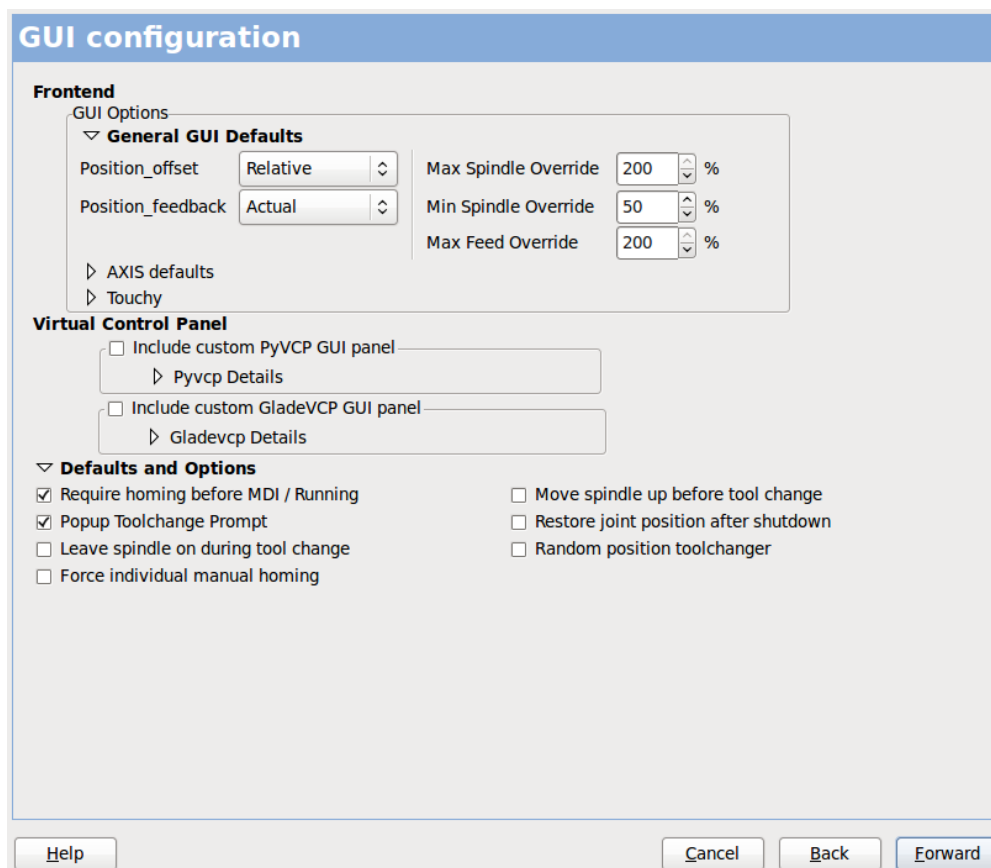 GUI configuration
Frontend
GUI Options
General GUI Defaults
Position_offset Relative Max Spindle Override 200 %
Position_feedback Actual Min Spindle Override 50 %
Max Feed Override 200 %
AXIS defaults
Touchy
Virtual Control Panel
Include custom PyVCP GUI panel
Pyvcp Details
Include custom GladeVCP GUI panel
Gladevcp Details
Defaults and Options
Require homing before MDI / Running Move spindle up before tool change
Popup Toolchange Prompt Restore joint position after shutdown
Leave spindle on during tool change Random position toolchanger
Force individual manual homing
Help Cancel Back Forward